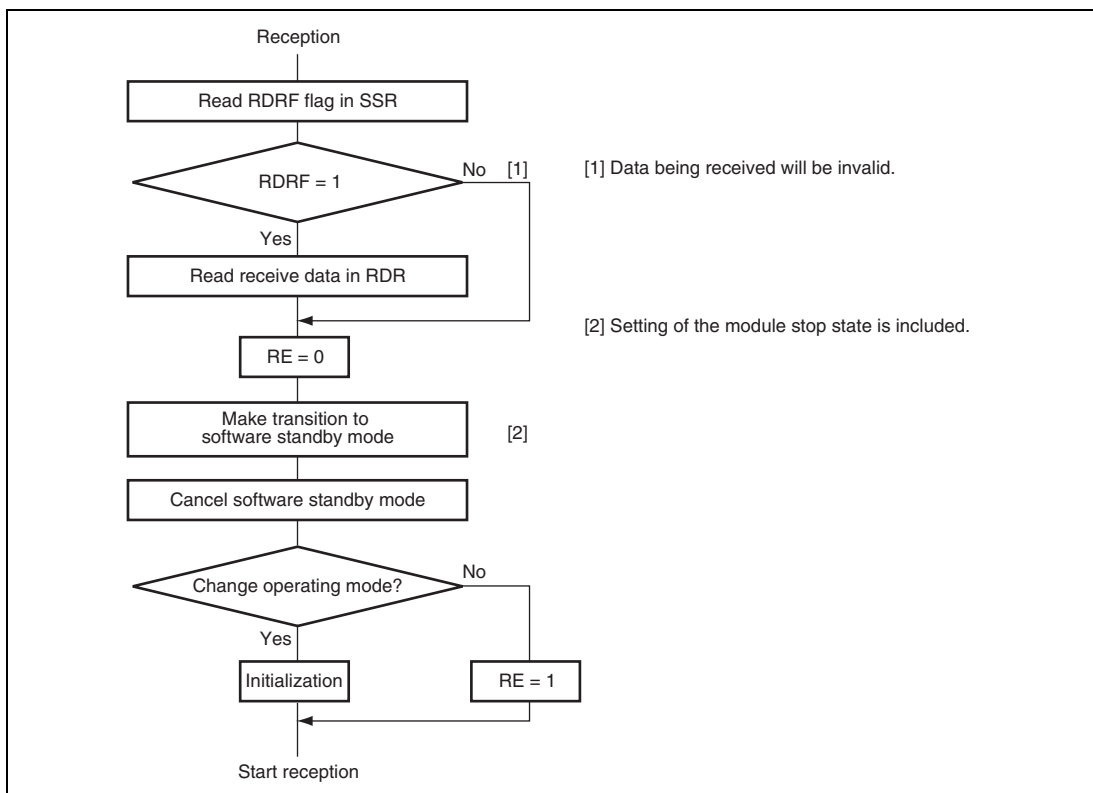 Reception
Read RDRF flag in SSR
No [1]
[1] Data being received will be invalid.
RDRF = 1
Yes
Read receive data in RDR
[2] Setting of the module stop state is included.
RE = 0
Make transition to
software standby mode
[2]
Cancel software standby mode
No
Change operating mode?
Yes
Initialization
RE = 1
Start reception